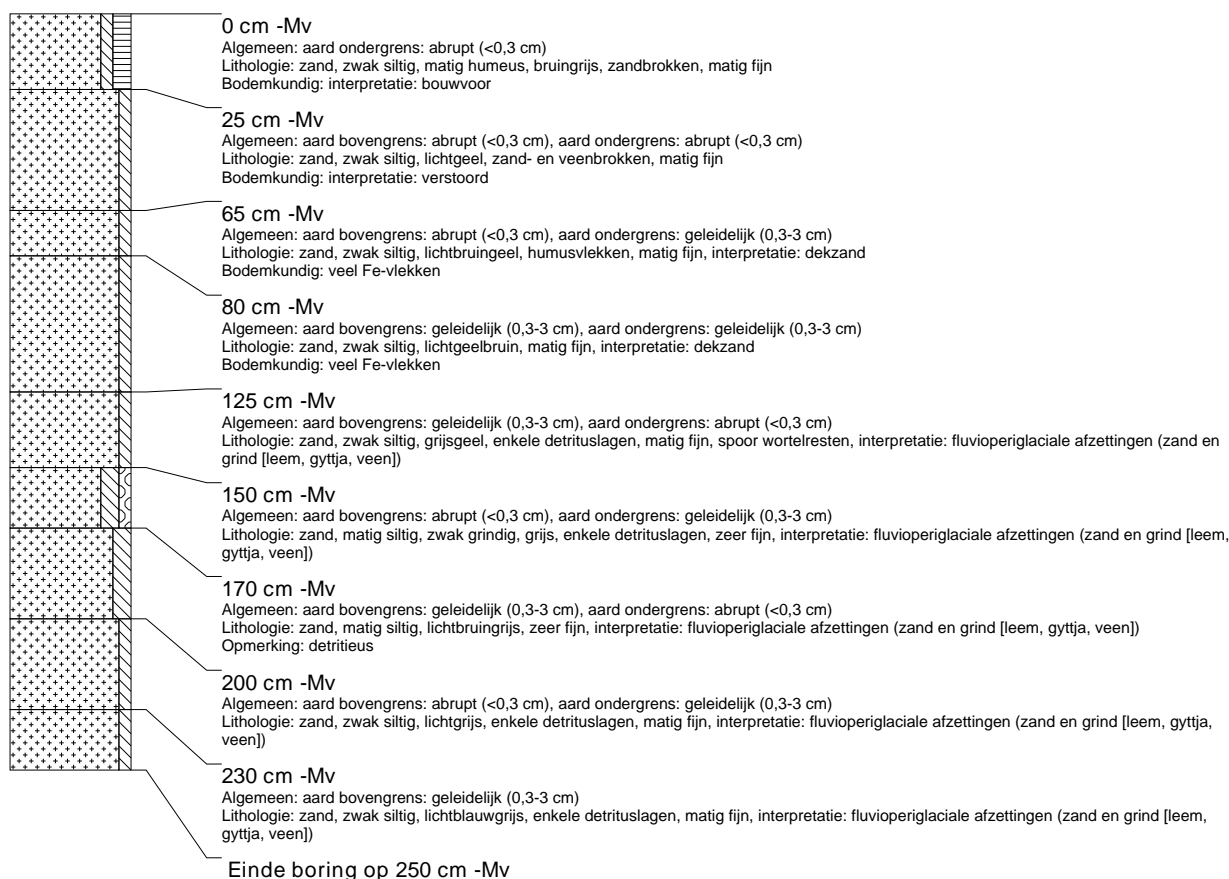 0 cm -Mv
Algemeen: aard ondergrens: abrupt (<0,3 cm)
Lithologie: zand, zwak siltig, matig humeus, bruingrijs, zandbrokken, matig fijn
Bodemkundig: interpretatie: bouwvoor
25 cm -Mv
Algemeen: aard bovengrens: abrupt (<0,3 cm), aard ondergrens: abrupt (<0,3 cm)
Lithologie: zand, zwak siltig, lichtgeel, zand- en veenbrokken, matig fijn
Bodemkundig: interpretatie: verstoord
65 cm -Mv
Algemeen: aard bovengrens: abrupt (<0,3 cm), aard ondergrens: geleidelijk (0,3-3 cm)
Lithologie: zand, zwak siltig, lichtbruingeel, humusvlekken, matig fijn, interpretatie: dekzand
Bodemkundig: veel Fe-vlekken
80 cm -Mv
Algemeen: aard bovengrens: geleidelijk (0,3-3 cm), aard ondergrens: geleidelijk (0,3-3 cm)
Lithologie: zand, zwak siltig, lichtgeelbruin, matig fijn, interpretatie: dekzand
Bodemkundig: veel Fe-vlekken
125 cm -Mv
Algemeen: aard bovengrens: geleidelijk (0,3-3 cm), aard ondergrens: abrupt (<0,3 cm)
Lithologie: zand, zwak siltig, grijsgeel, enkele detrituslagen, matig fijn, spoor wortelresten, interpretatie: fluvioperiglaciale afzettingen (zand en
grind [leem, gyttja, veen])
150 cm -Mv
Algemeen: aard bovengrens: abrupt (<0,3 cm), aard ondergrens: geleidelijk (0,3-3 cm)
Lithologie: zand, matig siltig, zwak grindig, grijs, enkele detrituslagen, zeer fijn, interpretatie: fluvioperiglaciale afzettingen (zand en grind [leem,
gyttja, veen])
170 cm -Mv
Algemeen: aard bovengrens: geleidelijk (0,3-3 cm), aard ondergrens: abrupt (<0,3 cm)
Lithologie: zand, matig siltig, lichtbruingrijs, zeer fijn, interpretatie: fluvioperiglaciale afzettingen (zand en grind [leem, gyttja, veen])
Opmerking: detritieus
200 cm -Mv
Algemeen: aard bovengrens: abrupt (<0,3 cm), aard ondergrens: geleidelijk (0,3-3 cm)
Lithologie: zand, zwak siltig, lichtgrijs, enkele detrituslagen, matig fijn, interpretatie: fluvioperiglaciale afzettingen (zand en grind [leem, gyttja,
veen])
230 cm -Mv
Algemeen: aard bovengrens: geleidelijk (0,3-3 cm)
Lithologie: zand, zwak siltig, lichtblauwgrijs, enkele detrituslagen, matig fijn, interpretatie: fluvioperiglaciale afzettingen (zand en grind [leem,
gyttja, veen])
Einde boring op 250 cm -Mv